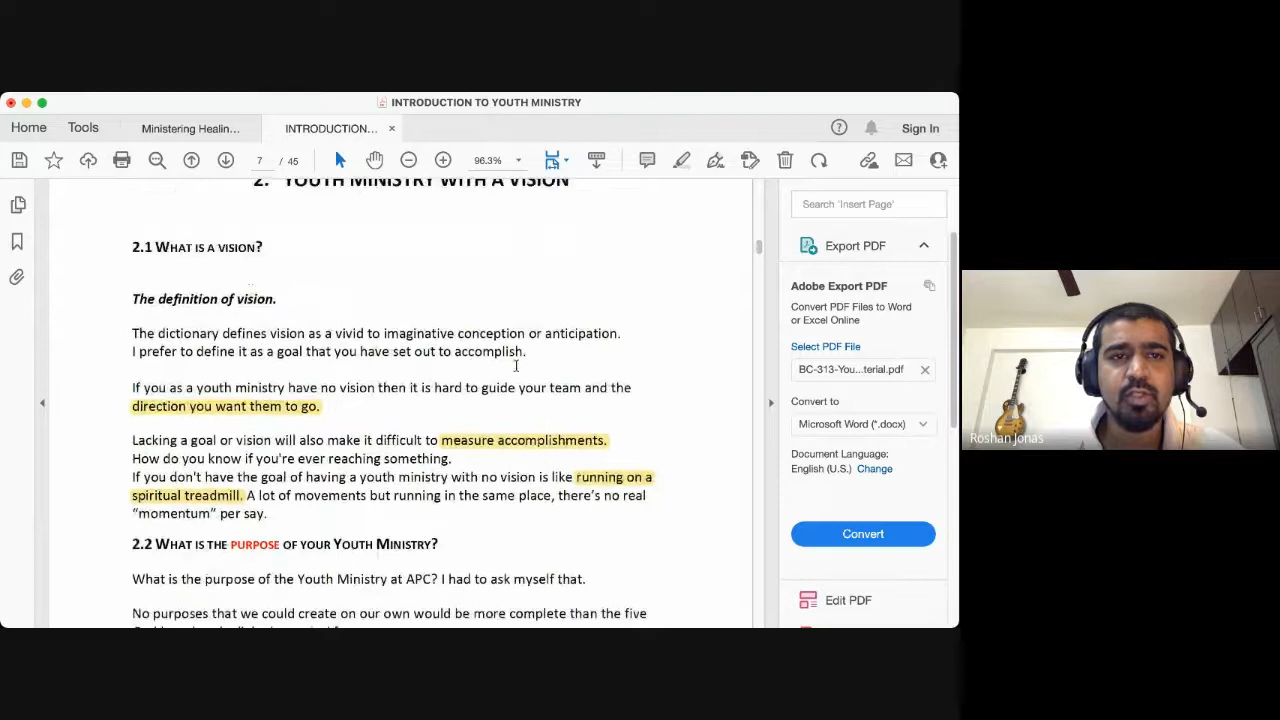 INTRODUCTION TO YOUTH MINISTRY
Home Tools Ministering Healin... INTRODUCTION... × Sign In
7 / 45 96.3%
2. YOUTH MINISTRY WITH A VISION
2.1 WHAT IS A VISION?
The definition of vision.
The dictionary defines vision as a vivid to imaginative conception or anticipation.
I prefer to define it as a goal that you have set out to accomplish.
If you as a youth ministry have no vision then it is hard to guide your team and the
direction you want them to go.
Lacking a goal or vision will also make it difficult to measure accomplishments.
How do you know if you're ever reaching something.
If you don't have the goal of having a youth ministry with no vision is like running on a
spiritual treadmill. A lot of movements but running in the same place, there's no real
“momentum” per say.
2.2 WHAT IS THE PURPOSE OF YOUR YOUTH MINISTRY?
What is the purpose of the Youth Ministry at APC? I had to ask myself that.
No purposes that we could create on our own would be more complete than the five
Search 'Insert Page'
Export PDF
Adobe Export PDF
Convert PDF Files to Word
or Excel Online
Select PDF File
BC-313-You...terial.pdf
Convert to
Microsoft Word (*.docx)
Document Language:
English (U.S.) Change
Convert
Edit PDF
Roshan Jonas